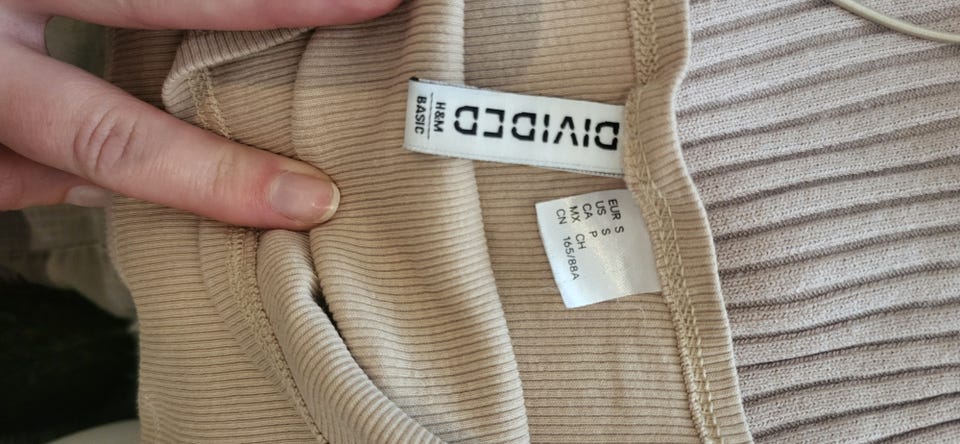 DIVIDED
H&M
BASIC
EUR S
US S
CA P
MX CH
CN 165/88A